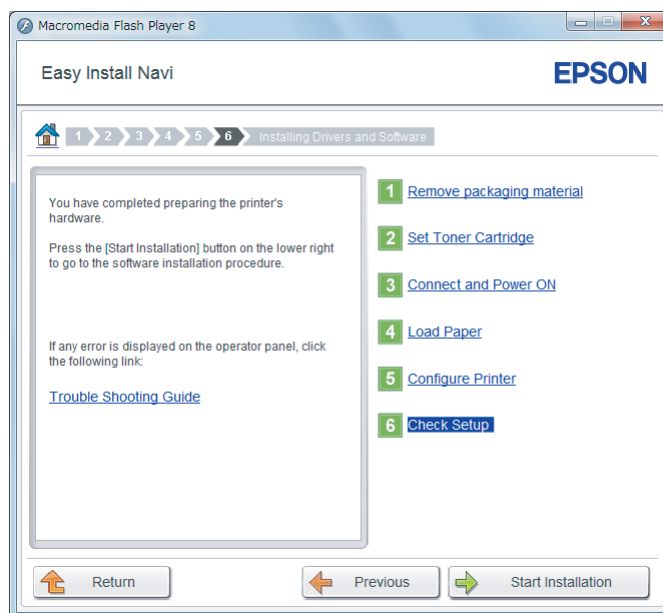 Macromedia Flash Player 8
Easy Install Navi
EPSON
1 2 3 4 5 6 Installing Drivers and Software
You have completed preparing the printer's
hardware.
Press the [Start Installation] button on the lower right
to go to the software installation procedure.
If any error is displayed on the operator panel, click
the following link:
Trouble Shooting Guide
1 Remove packaging material
2 Set Toner Cartridge
3 Connect and Power ON
4 Load Paper
5 Configure Printer
6 Check Setup
Return
Previous
Start Installation